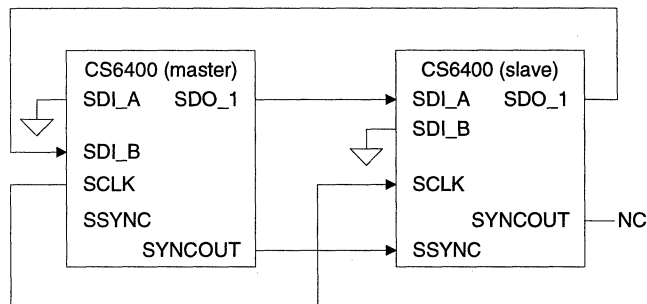 CS6400 (master)
SDI_A SDO_1
SDI_B
SCLK
SSYNC
SYNCOUT
CS6400 (slave)
SDI_A SDO_1
SDI_B
SCLK
SYNCOUT NC
SSYNC